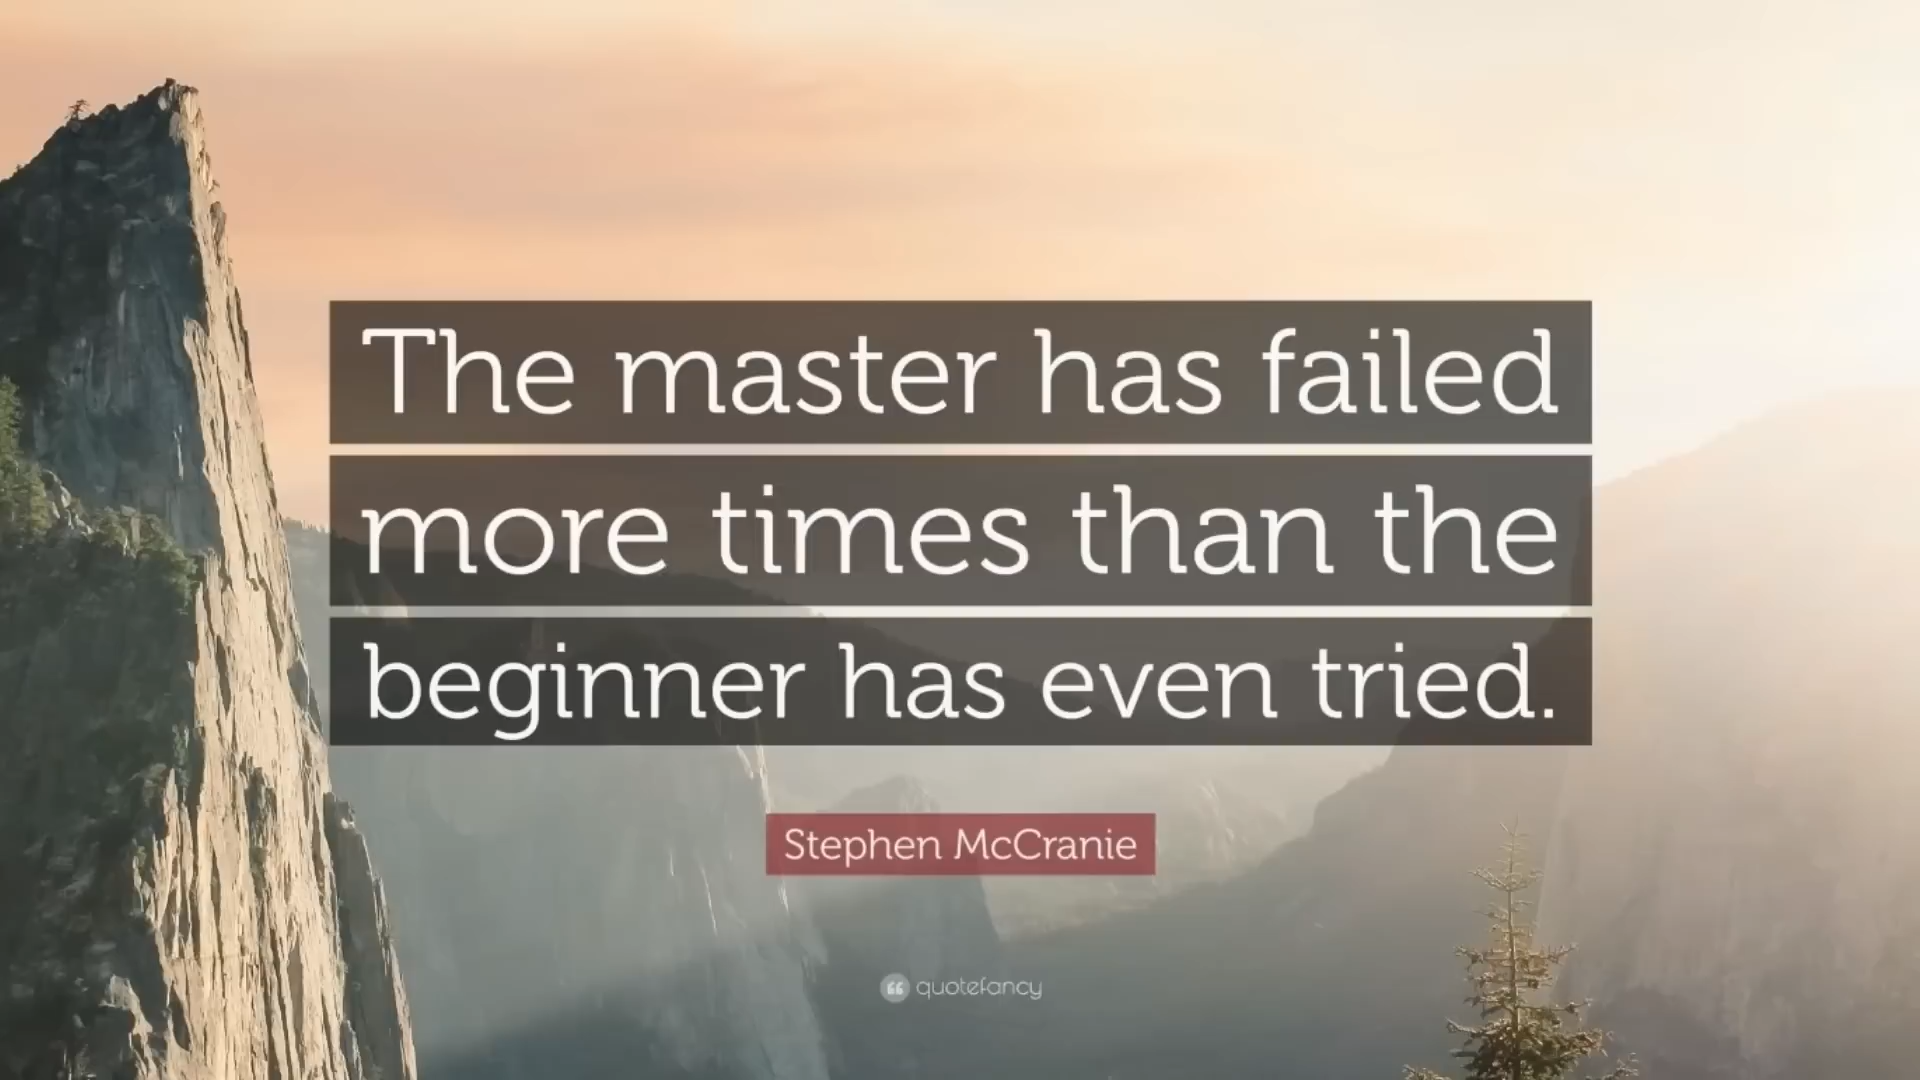 The master has failed
more times than the
beginner has even tried.
Stephen McCranie
quotefancy